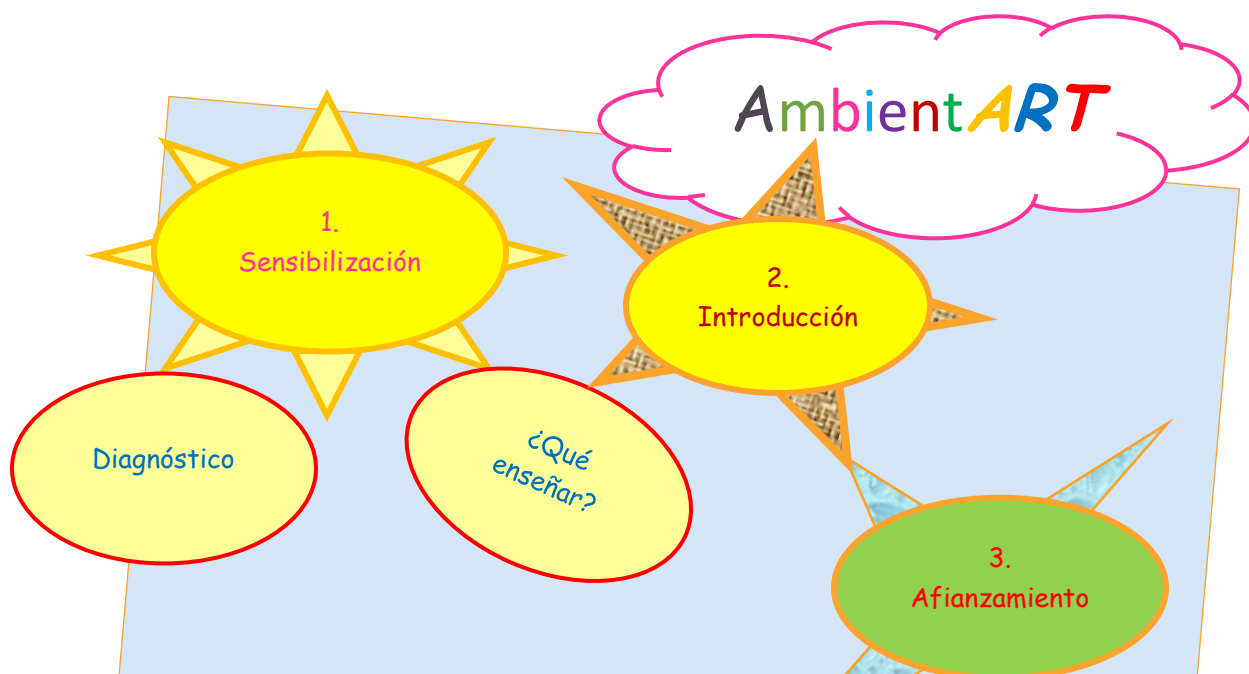 AmbientART
1.
Sensibilización
2.
Introducción
Diagnóstico
¿Qué
enseñar?
3.
Afianzamiento